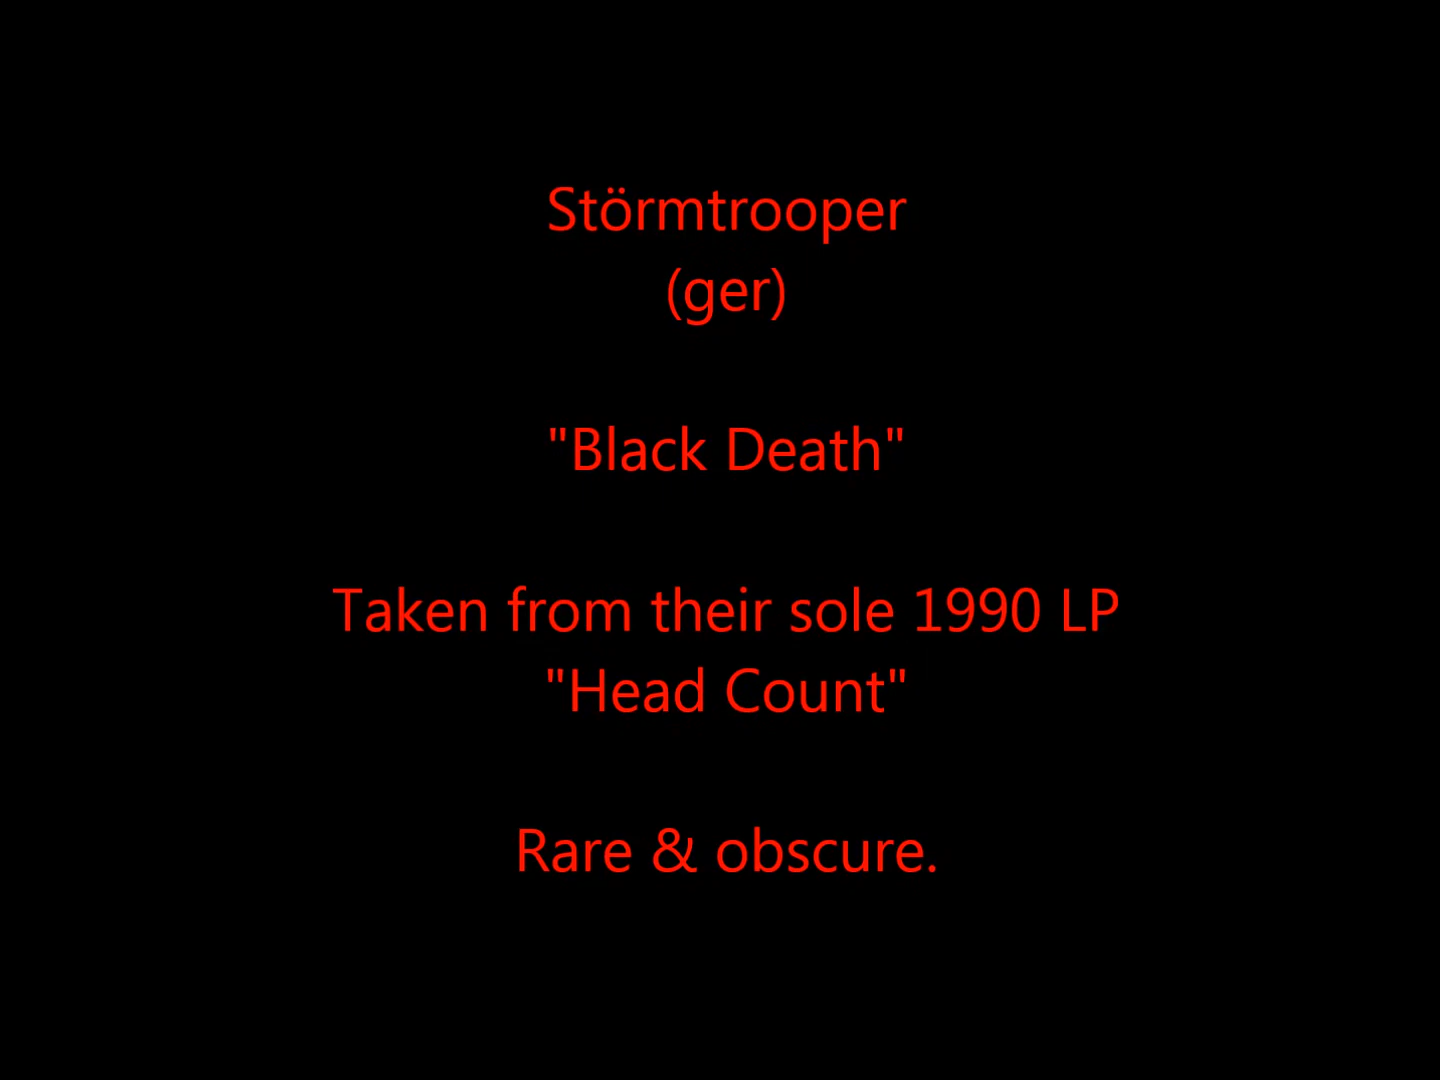 Störmtrooper
(ger)
"Black Death"
Taken from their sole 1990 LP
"Head Count"
Rare & obscure.